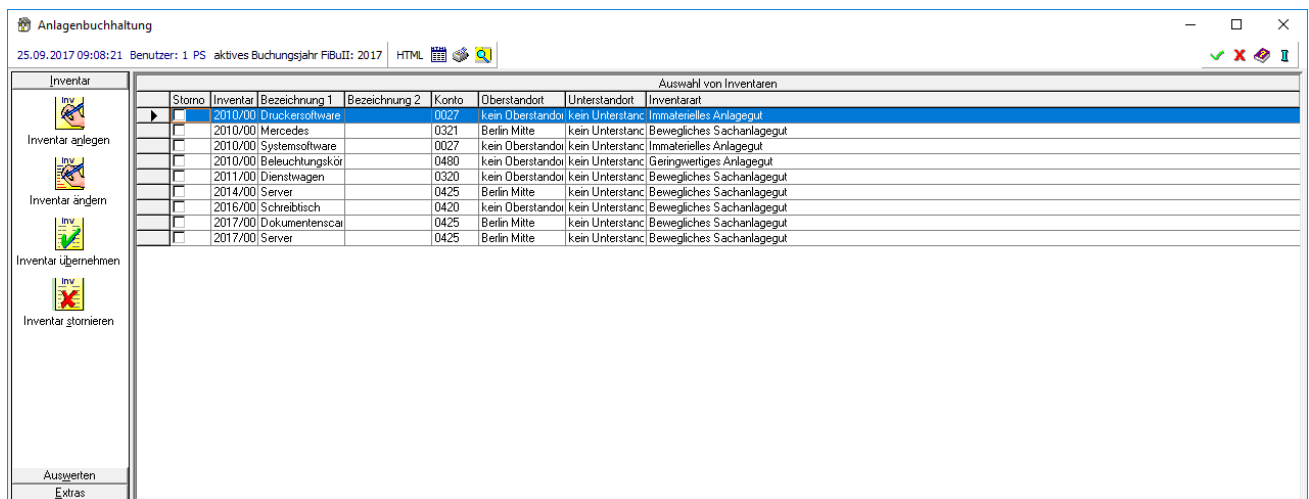 Anlagenbuchhaltung
25.09.2017 09:08:21 Benutzer: 1 PS aktives Buchungsjahr FiBuII: 2017 HTML
Inventar
Auswahl von Inventaren
Storno Inventar Bezeichnung 1 Bezeichnung 2 Konto Oberstandort Unterstandort Inventarart
2010/00 Druckersoftware 0027 kein Oberstandor kein Unterstanc Immaterielles Anlagegut
2010/00 Mercedes 0321 Berlin Mitte kein Unterstanc Bewegliches Sachanlagegut
2010/00 Systemsoftware 0027 kein Oberstandor kein Unterstanc Immaterielles Anlagegut
2010/00 Beleuchtungskör 0480 kein Oberstandor kein Unterstanc Geringwertiges Anlagegut
2011/00 Dienstwagen 0320 kein Oberstandor kein Unterstanc Bewegliches Sachanlagegut
2014/00 Server 0425 Berlin Mitte kein Unterstanc Bewegliches Sachanlagegut
2016/00 Schreibtisch 0420 kein Oberstandor kein Unterstanc Bewegliches Sachanlagegut
2017/00 Dokumentenscar 0425 Berlin Mitte kein Unterstanc Bewegliches Sachanlagegut
2017/00 Server 0425 Berlin Mitte kein Unterstanc Bewegliches Sachanlagegut
Inv
Inventar anlegen
Inv
Inventar ändern
Inv
Inventar übernehmen
Inv
Inventar stornieren
Auswerten
Extras